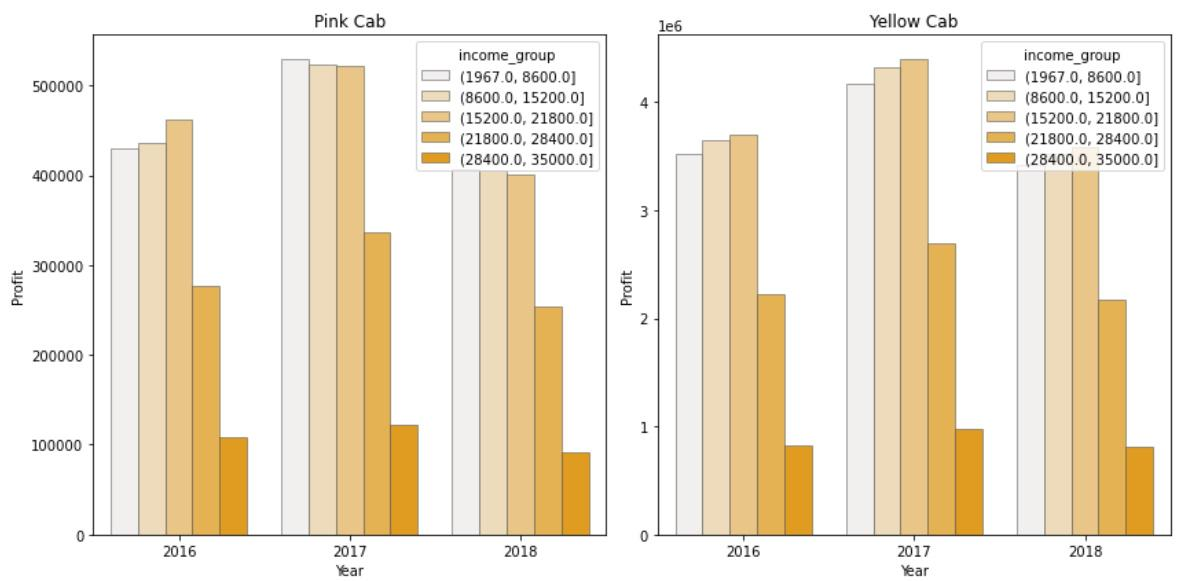 Pink Cab
income_group
(1967.0, 8600.0]
(8600.0, 15200.0]
(15200.0, 21800.0]
(21800.0, 28400.0]
(28400.0, 35000.0]
500000
400000
300000
200000
100000
0
Profit
2016 2017 2018
Year
Yellow Cab
1e6
income_group
(1967.0, 8600.0]
(8600.0, 15200.0]
(15200.0, 21800.0]
(21800.0, 28400.0]
(28400.0, 35000.0]
4
3
2
1
0
Profit
2016 2017 2018
Year